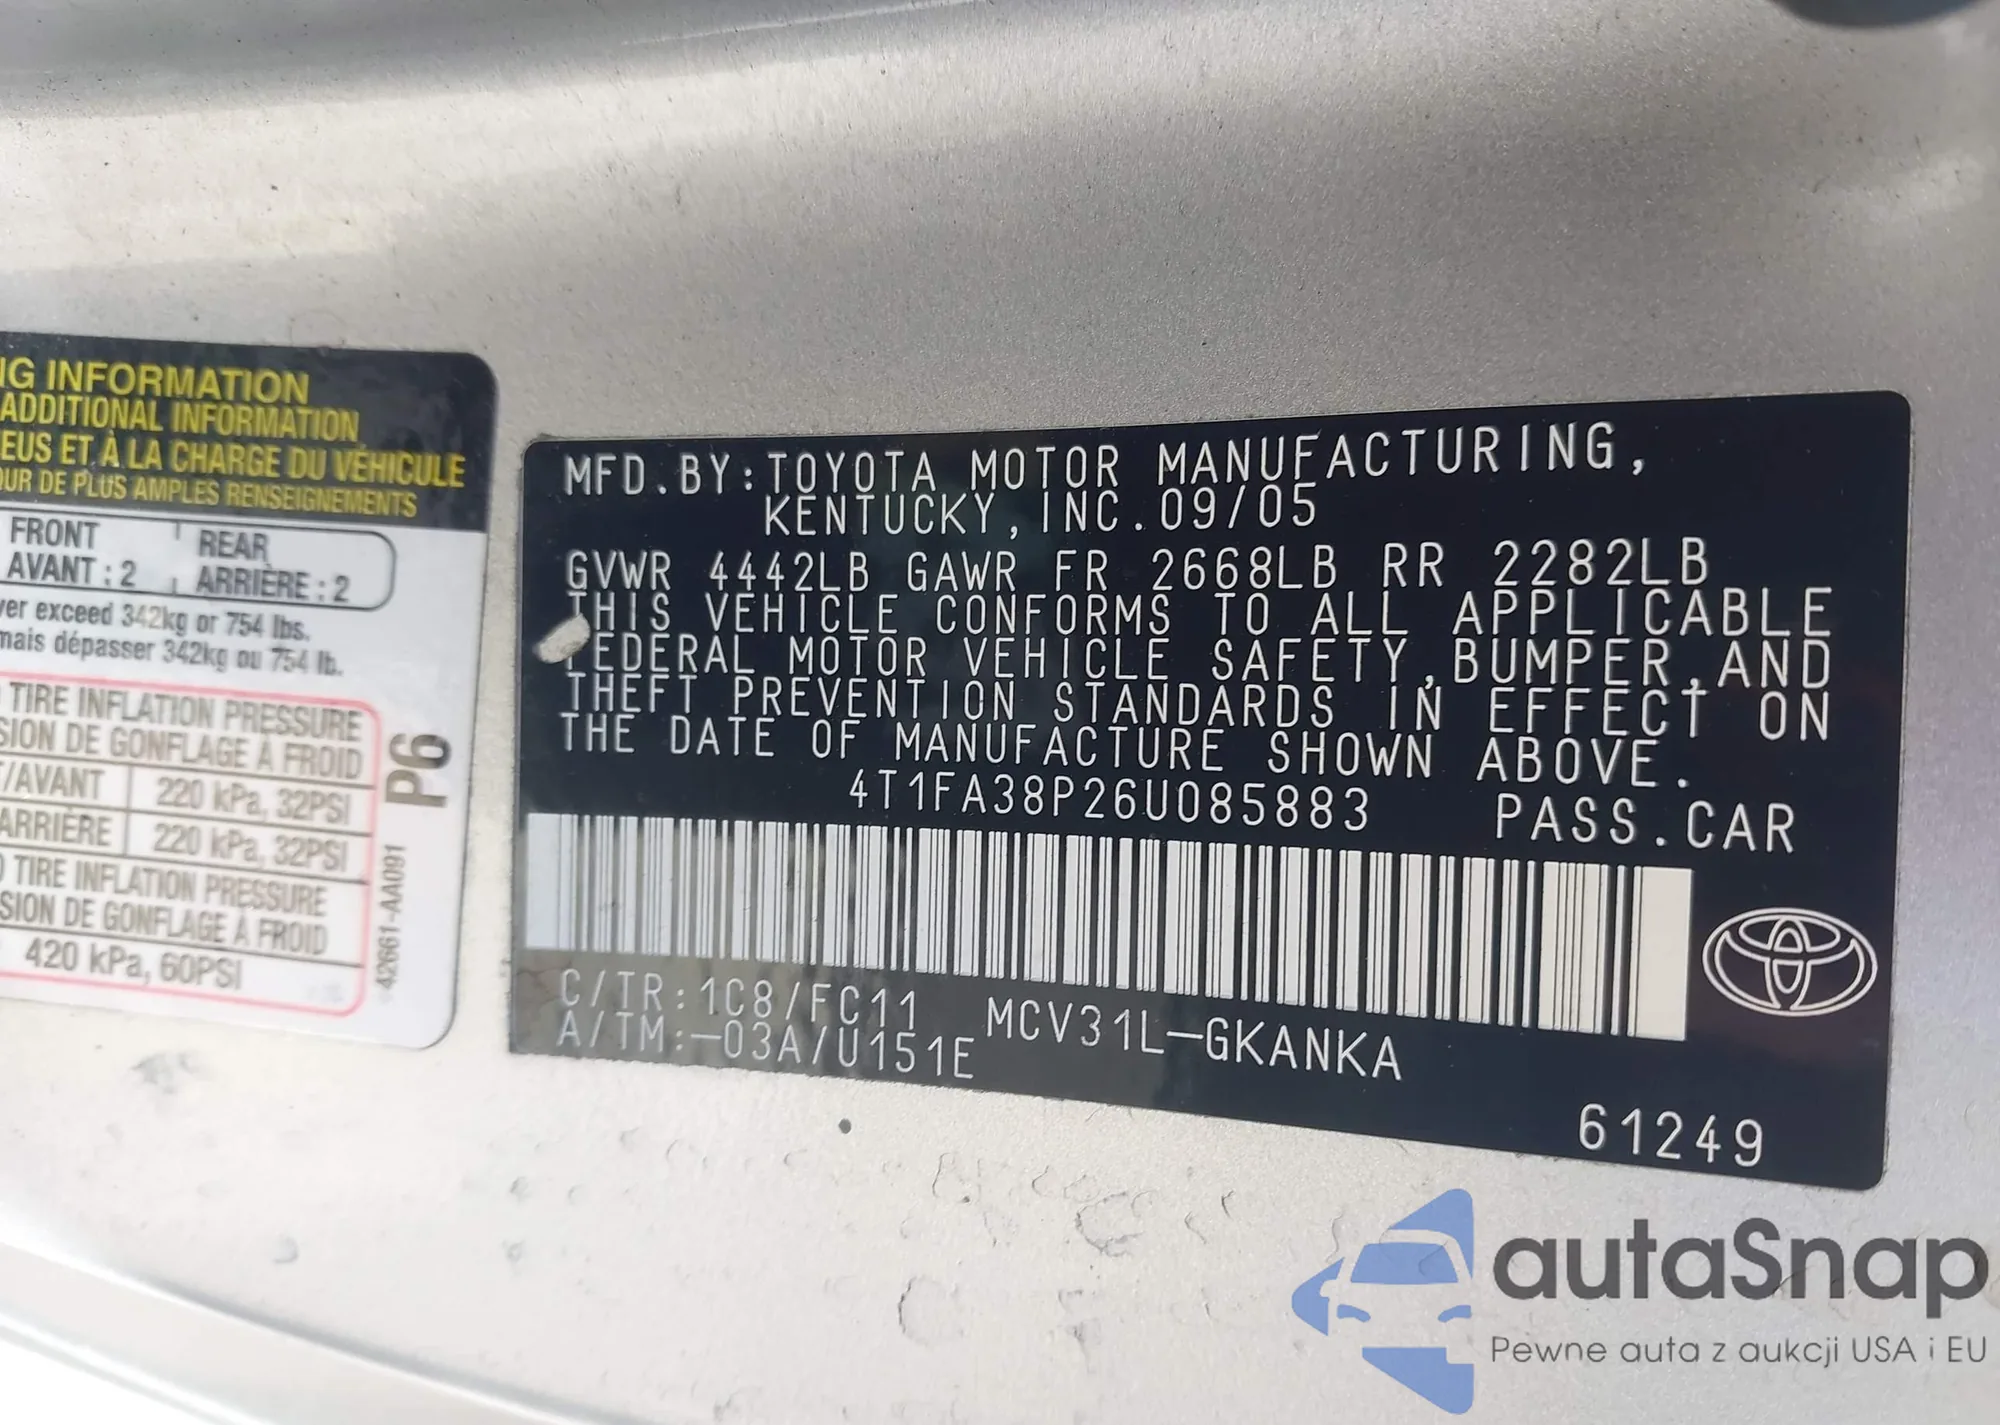 NG INFORMATION
ADDITIONAL INFORMATION
EUS ET À LA CHARGE DU VÉHICULE
OUR DE PLUS AMPLES RENSEIGNEMENTS
FRONT
AVANT : 2
REAR
ARRIÈRE : 2
ver exceed 342kg or 754 lbs.
mais dépasser 342kg ou 754 lb.
TIRE INFLATION PRESSURE
SION DE GONFLAGE À FROID
T/AVANT 220 kPa, 32PSI
ARRIÈRE 220 kPa, 32PSI
TIRE INFLATION PRESSURE
SION DE GONFLAGE À FROID
420 kPa, 60PSI
P6
42661-AA091
MFD.BY:TOYOTA MOTOR MANUFACTURING,
KENTUCKY,INC.09/05
GVWR 4442LB GAWR FR 2668LB RR 2282LB
THIS VEHICLE CONFORMS TO ALL APPLICABLE
FEDERAL MOTOR VEHICLE SAFETY,BUMPER,AND
THEFT PREVENTION STANDARDS IN EFFECT ON
THE DATE OF MANUFACTURE SHOWN ABOVE.
4T1FA38P26U085883 PASS.CAR
C/TR:1C8/FC11 MCV31L-GKANKA
A/TM:-03A/U151E
61249
autaSnap
Pewne auta z aukcji USA i EU